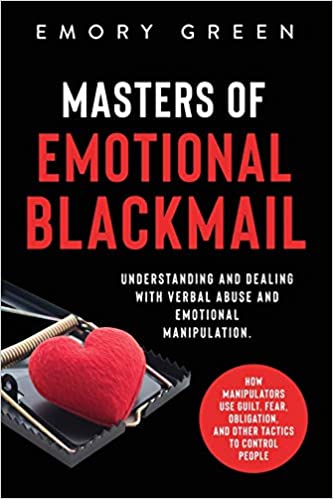 EMORY GREEN
MASTERS OF
EMOTIONAL
BLACKMAIL
UNDERSTANDING AND DEALING
WITH VERBAL ABUSE AND
EMOTIONAL
MANIPULATION.
HOW
MANIPULATORS
USE GUILT, FEAR,
OBLIGATION,
AND OTHER TACTICS
TO CONTROL
PEOPLE